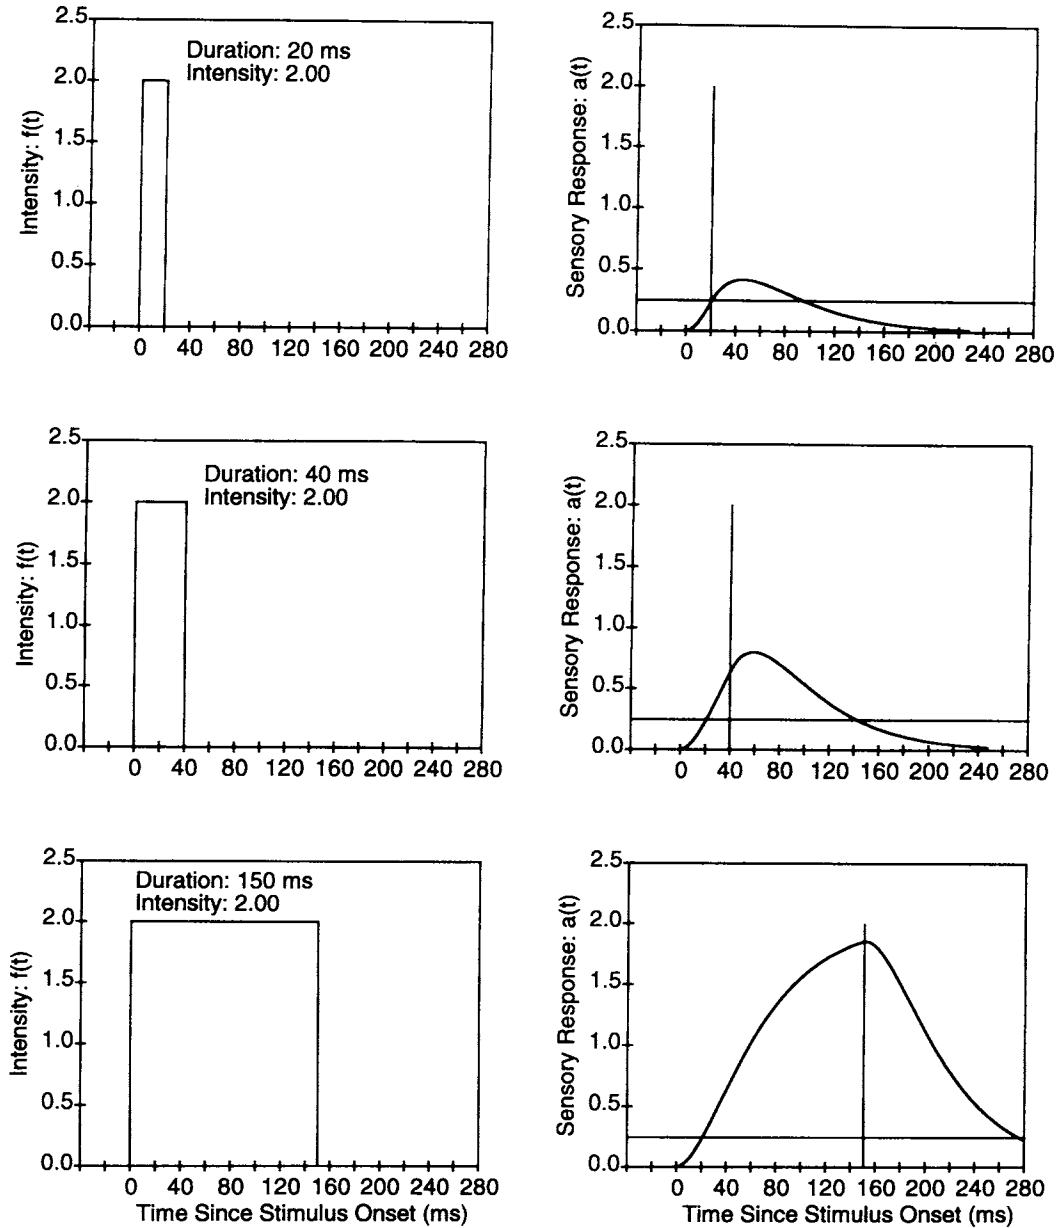 2.5
2.0
1.5
1.0
0.5
0.0
Intensity: f(t)
Duration: 20 ms
Intensity: 2.00
0 40 80 120 160 200 240 280
2.5
2.0
1.5
1.0
0.5
0.0
Sensory Response: a(t)
0 40 80 120 160 200 240 280
2.5
2.0
1.5
1.0
0.5
0.0
Intensity: f(t)
Duration: 40 ms
Intensity: 2.00
0 40 80 120 160 200 240 280
2.5
2.0
1.5
1.0
0.5
0.0
Sensory Response: a(t)
0 40 80 120 160 200 240 280
2.5
2.0
1.5
1.0
0.5
0.0
Intensity: f(t)
Duration: 150 ms
Intensity: 2.00
0 40 80 120 160 200 240 280
Time Since Stimulus Onset (ms)
2.5
2.0
1.5
1.0
0.5
0.0
Sensory Response: a(t)
0 40 80 120 160 200 240 280
Time Since Stimulus Onset (ms)